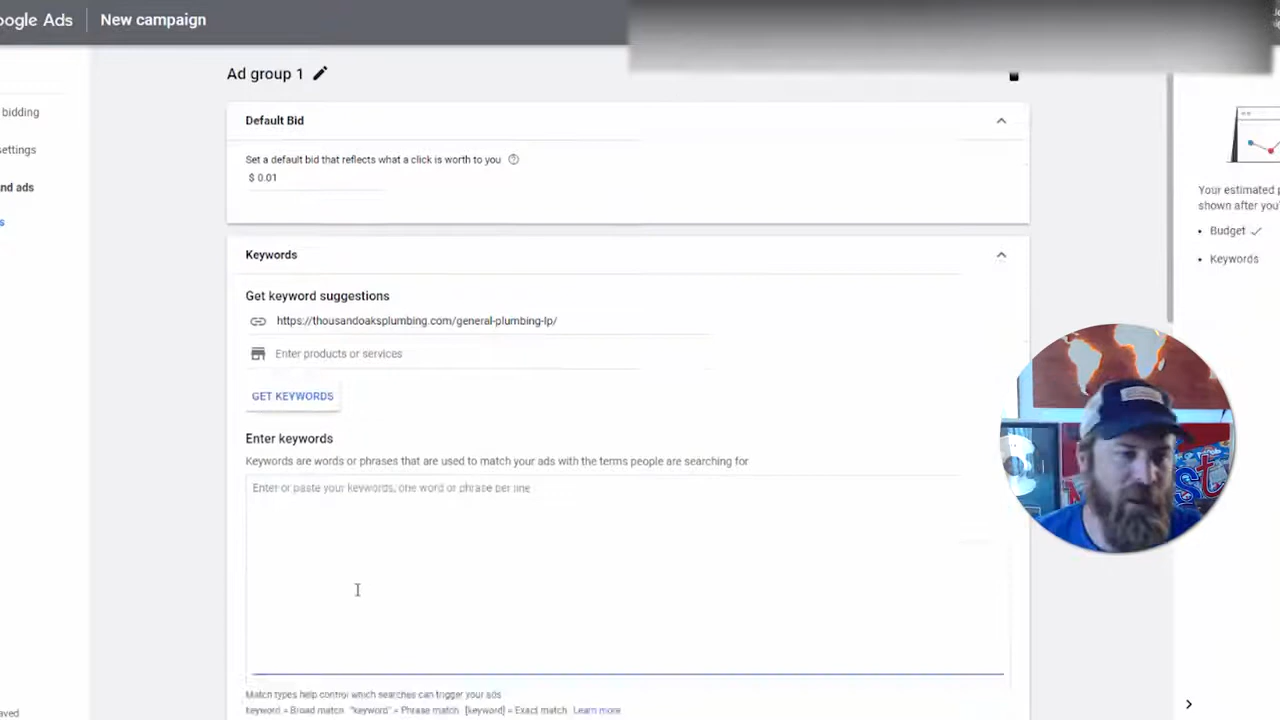 ogle Ads
New campaign
bidding
ettings
nd ads
s
aved
Ad group 1
Default Bid
Set a default bid that reflects what a click is worth to you
$ 0.01
Keywords
Get keyword suggestions
https://thousandoaksplumbing.com/general-plumbing-lp/
Enter products or services
GET KEYWORDS
Enter keywords
Keywords are words or phrases that are used to match your ads with the terms people are searching for
Enter or paste your keywords, one word or phrase per line
Match types help control which searches can trigger your ads
keyword = Broad match "keyword" = Phrase match [keyword] = Exact match Learn more
Your estimated p
shown after you'
• Budget ✓
• Keywords
st